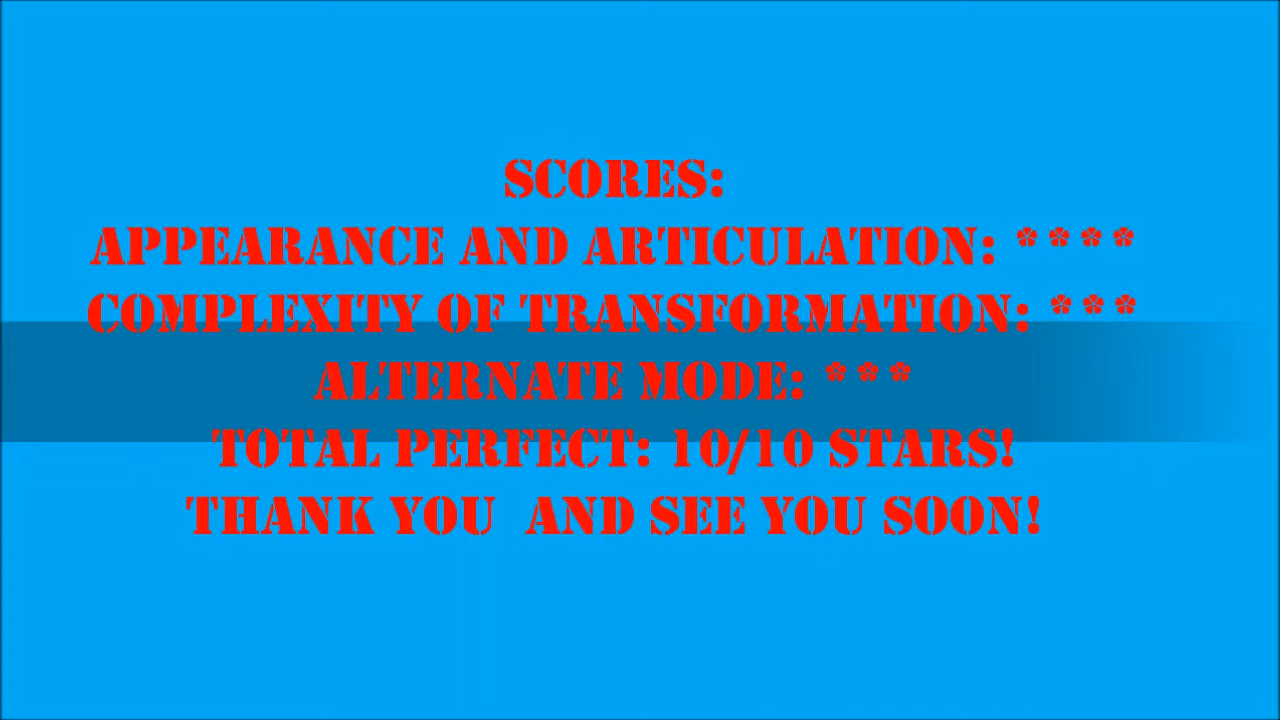 SCORES:
APPEARANCE AND ARTICULATION: ****
COMPLEXITY OF TRANSFORMATION: ***
ALTERNATE MODE: ***
TOTAL PERFECT: 10/10 STARS!
THANK YOU  AND SEE YOU SOON!